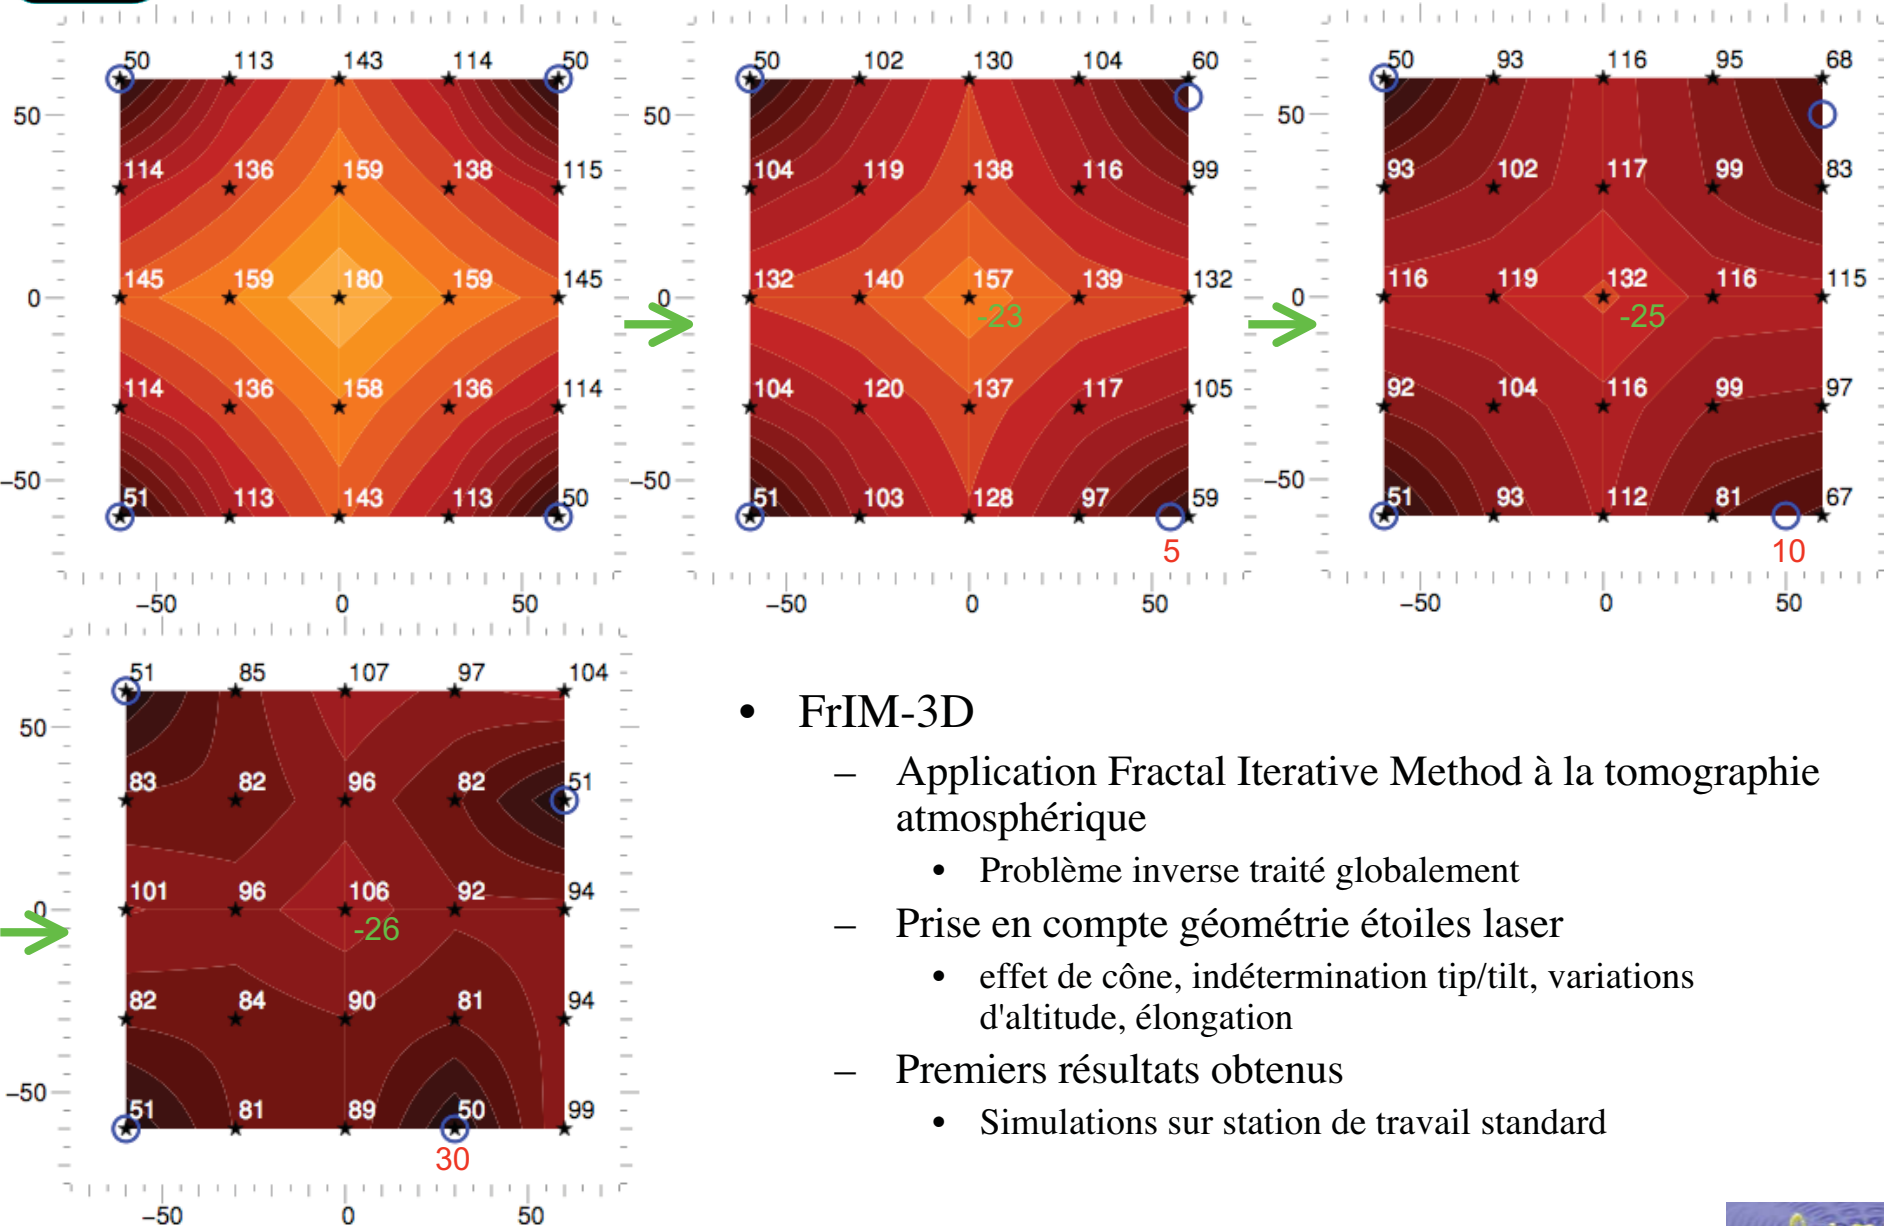 50 113 143 114 50
50
114 136 159 138 115
0
145 159 180 159 145
114 136 158 136 114
−50
51 113 143 113 50
−50 0 50
50 102 130 104 60
50
104 119 138 116 99
0
132 140 157 139 132
-23
104 120 137 117 105
−50
51 103 128 97 59
5
−50 0 50
50 93 116 95 68
50
93 102 117 99 83
0
116 119 132 116 115
-25
92 104 116 99 97
−50
51 93 112 81 67
10
−50 0 50
51 85 107 97 104
50
83 82 96 82 51
0
101 96 106 92 94
-26
82 84 90 81 94
−50
51 81 89 50 99
30
−50 0 50
• FrIM-3D
– Application Fractal Iterative Method à la tomographie
atmosphérique
• Problème inverse traité globalement
– Prise en compte géométrie étoiles laser
• effet de cône, indétermination tip/tilt, variations
d'altitude, élongation
– Premiers résultats obtenus
• Simulations sur station de travail standard